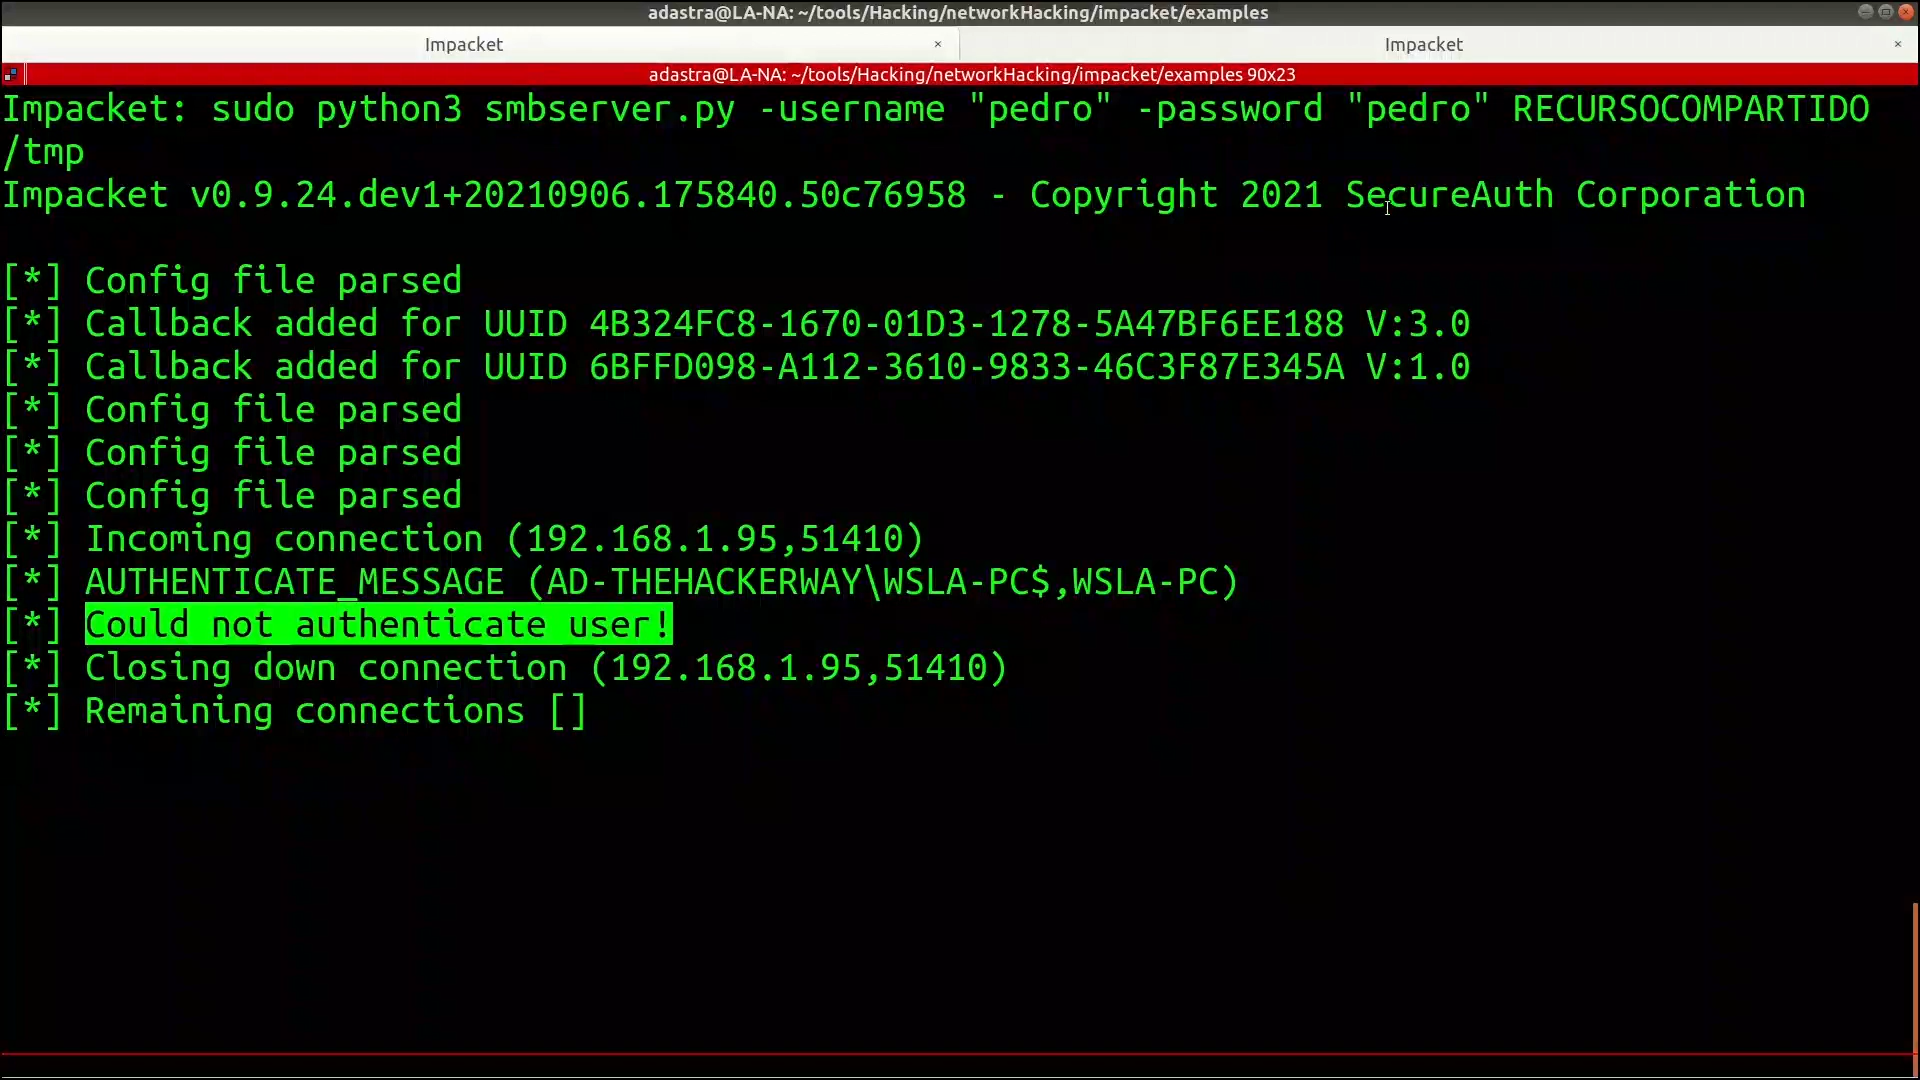 adastra@LA-NA: ~/tools/Hacking/networkHacking/impacket/examples
Impacket × Impacket ×
adastra@LA-NA: ~/tools/Hacking/networkHacking/impacket/examples 90x23
Impacket: sudo python3 smbserver.py -username "pedro" -password "pedro" RECURSOCOMPARTIDO
/tmp
Impacket v0.9.24.dev1+20210906.175840.50c76958 - Copyright 2021 SecureAuth Corporation
[*] Config file parsed
[*] Callback added for UUID 4B324FC8-1670-01D3-1278-5A47BF6EE188 V:3.0
[*] Callback added for UUID 6BFFD098-A112-3610-9833-46C3F87E345A V:1.0
[*] Config file parsed
[*] Config file parsed
[*] Config file parsed
[*] Incoming connection (192.168.1.95,51410)
[*] AUTHENTICATE_MESSAGE (AD-THEHACKERWAY\WSLA-PC$,WSLA-PC)
[*] Could not authenticate user!
[*] Closing down connection (192.168.1.95,51410)
[*] Remaining connections []